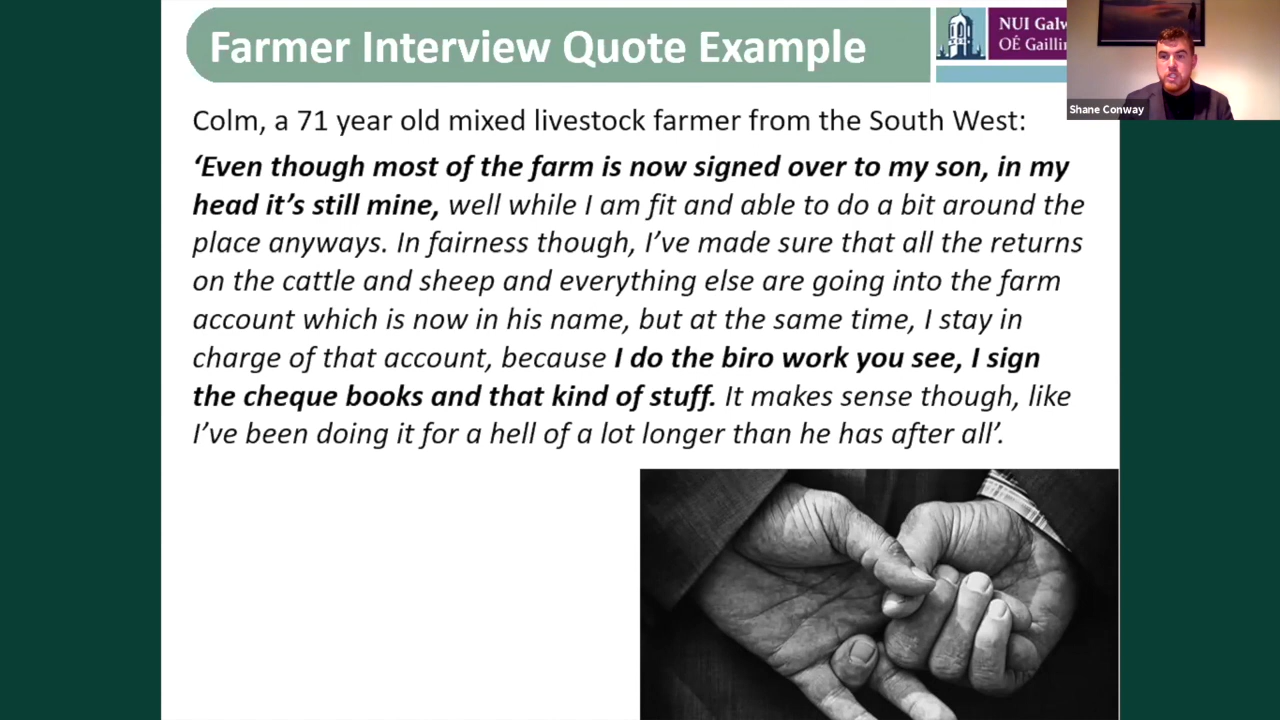 Farmer Interview Quote Example
NUI Galw
OÉ Gailli
Shane Conway
Colm, a 71 year old mixed livestock farmer from the South West:
‘Even though most of the farm is now signed over to my son, in my
head it’s still mine, well while I am fit and able to do a bit around the
place anyways. In fairness though, I’ve made sure that all the returns
on the cattle and sheep and everything else are going into the farm
account which is now in his name, but at the same time, I stay in
charge of that account, because I do the biro work you see, I sign
the cheque books and that kind of stuff. It makes sense though, like
I’ve been doing it for a hell of a lot longer than he has after all’.